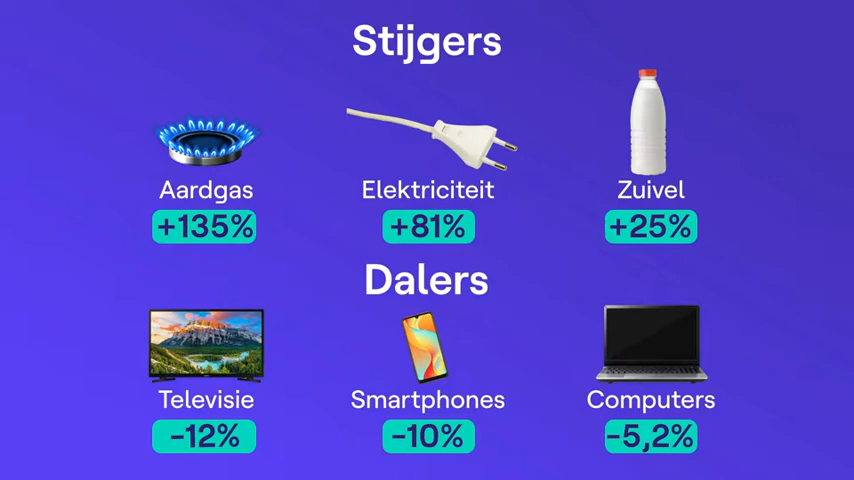 Stijgers
Aardgas Elektriciteit Zuivel
+135% +81% +25%
Dalers
Televisie Smartphones Computers
-12% -10% -5,2%